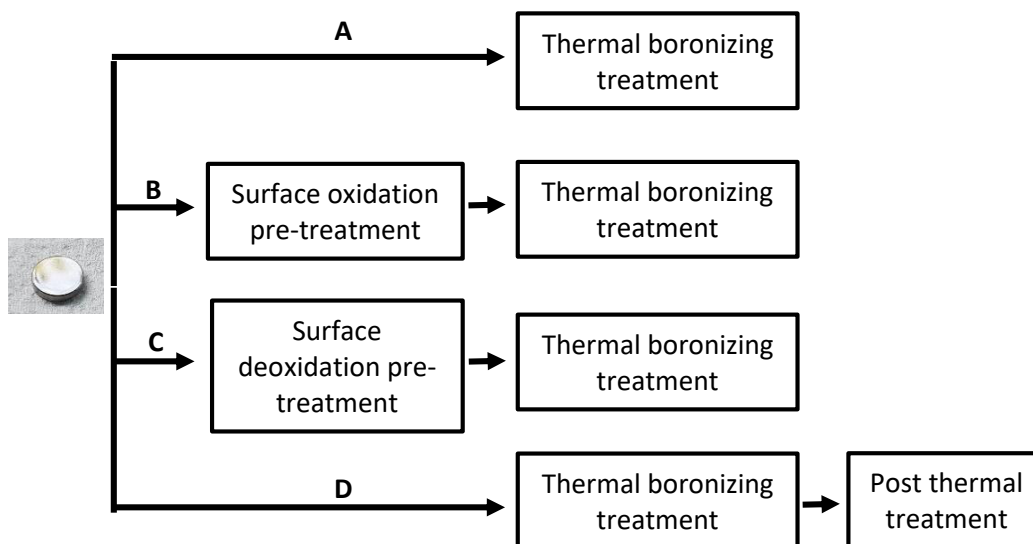 A
Thermal boronizing
treatment
B
Surface oxidation
pre-treatment
Thermal boronizing
treatment
C
Surface
deoxidation pre-
treatment
Thermal boronizing
treatment
D
Thermal boronizing
treatment
Post thermal
treatment